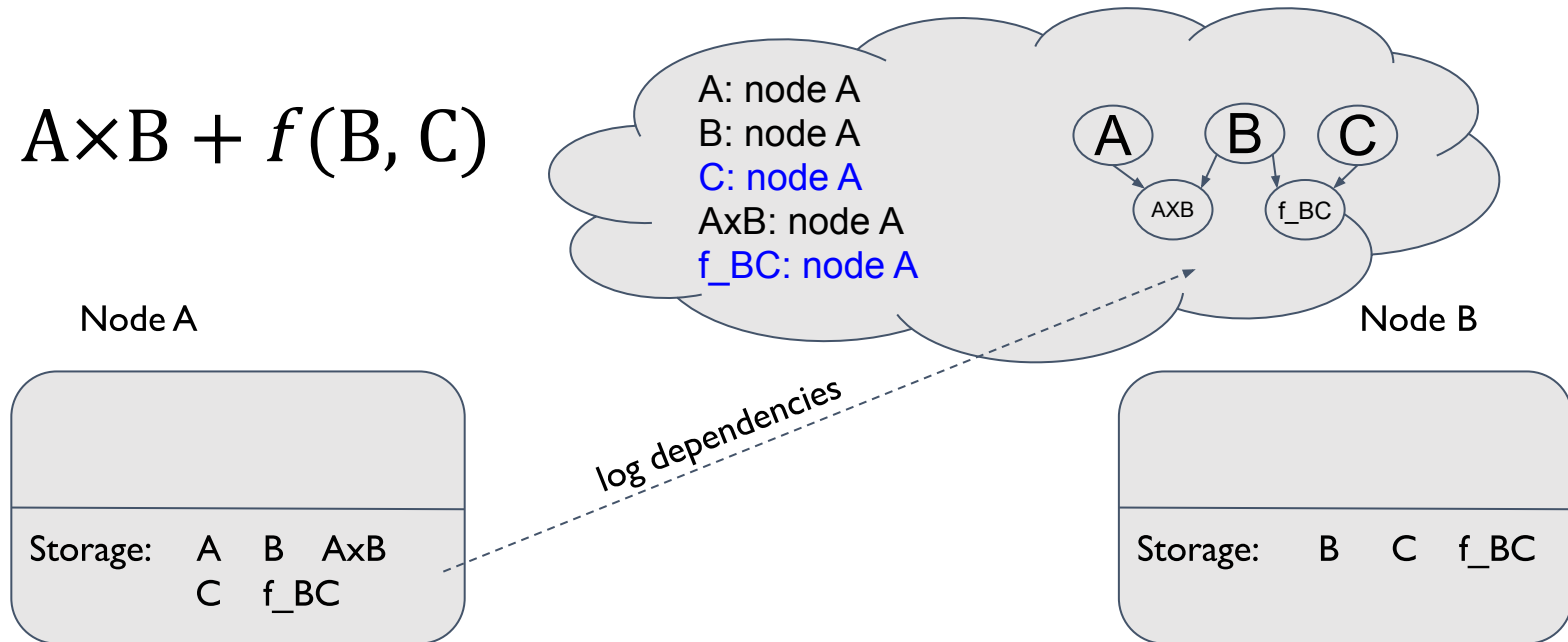 A×B + f(B, C)
A: node A
B: node A
C: node A
AxB: node A
f_BC: node A
A B C
AXB f_BC
Node A
Node B
log dependencies
Storage: A B AxB
C f_BC
Storage: B C f_BC